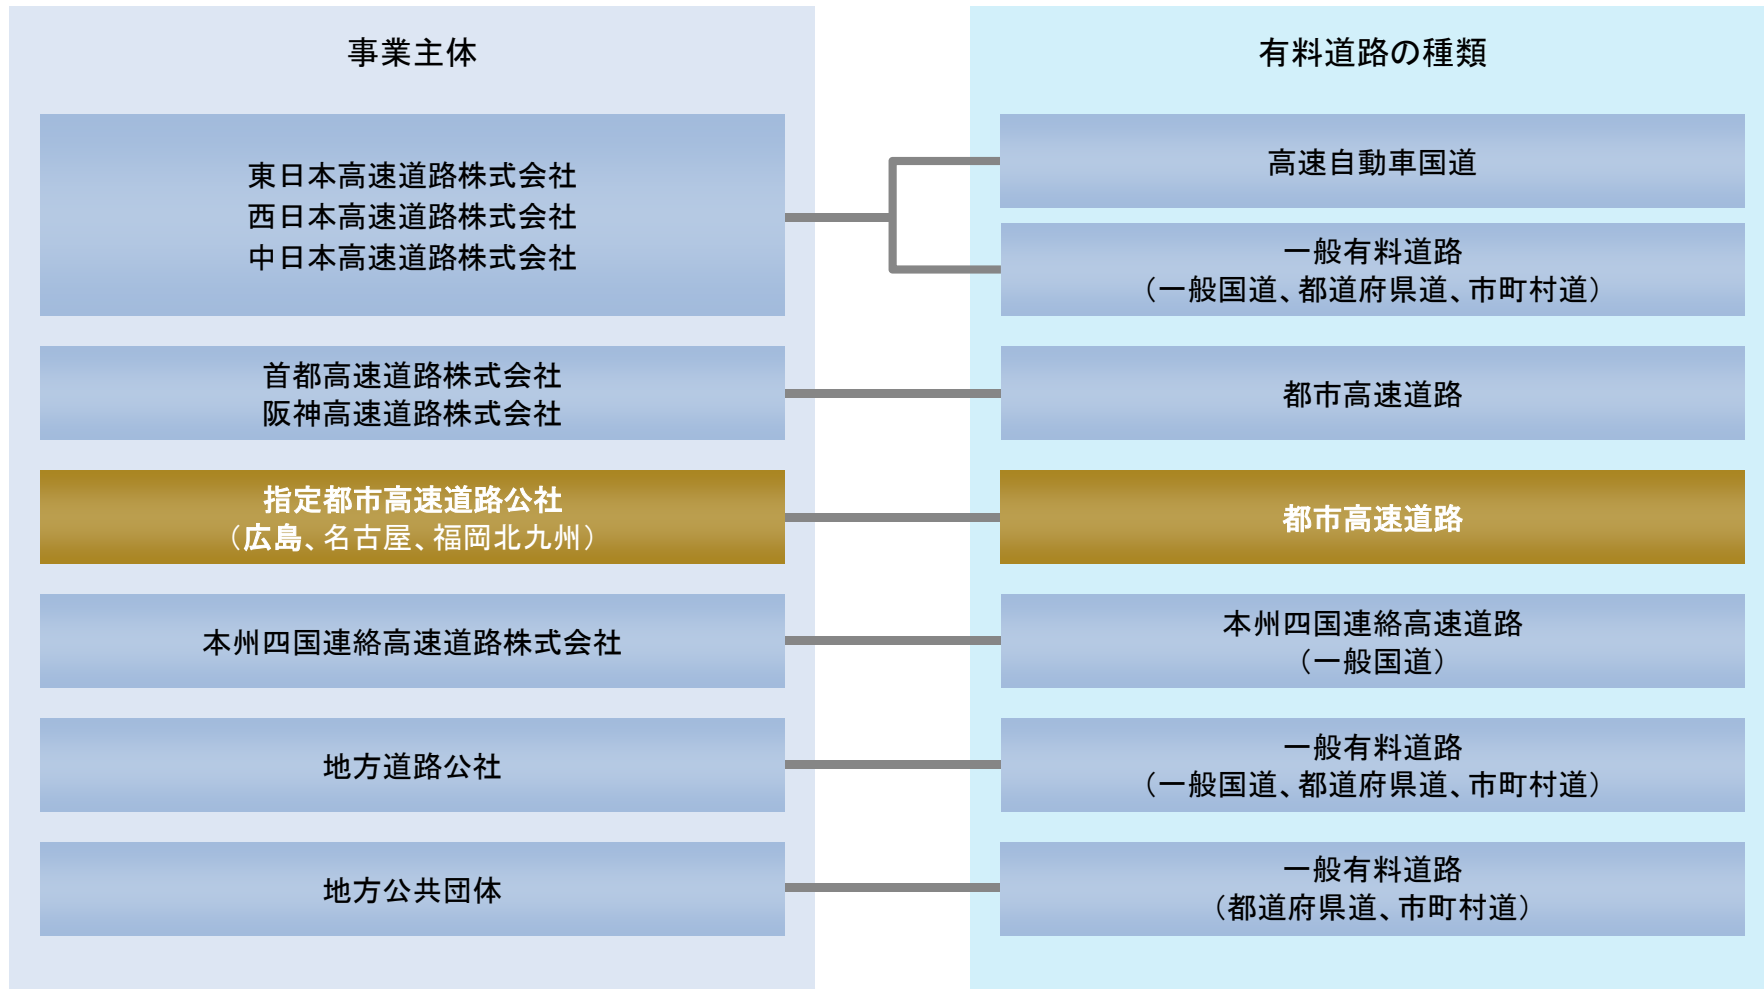 事業主体
東日本高速道路株式会社
西日本高速道路株式会社
中日本高速道路株式会社
首都高速道路株式会社
阪神高速道路株式会社
指定都市高速道路公社
（広島、名古屋、福岡北九州）
本州四国連絡高速道路株式会社
地方道路公社
地方公共団体
有料道路の種類
高速自動車国道
一般有料道路
（一般国道、都道府県道、市町村道）
都市高速道路
都市高速道路
本州四国連絡高速道路
（一般国道）
一般有料道路
（一般国道、都道府県道、市町村道）
一般有料道路
（都道府県道、市町村道）